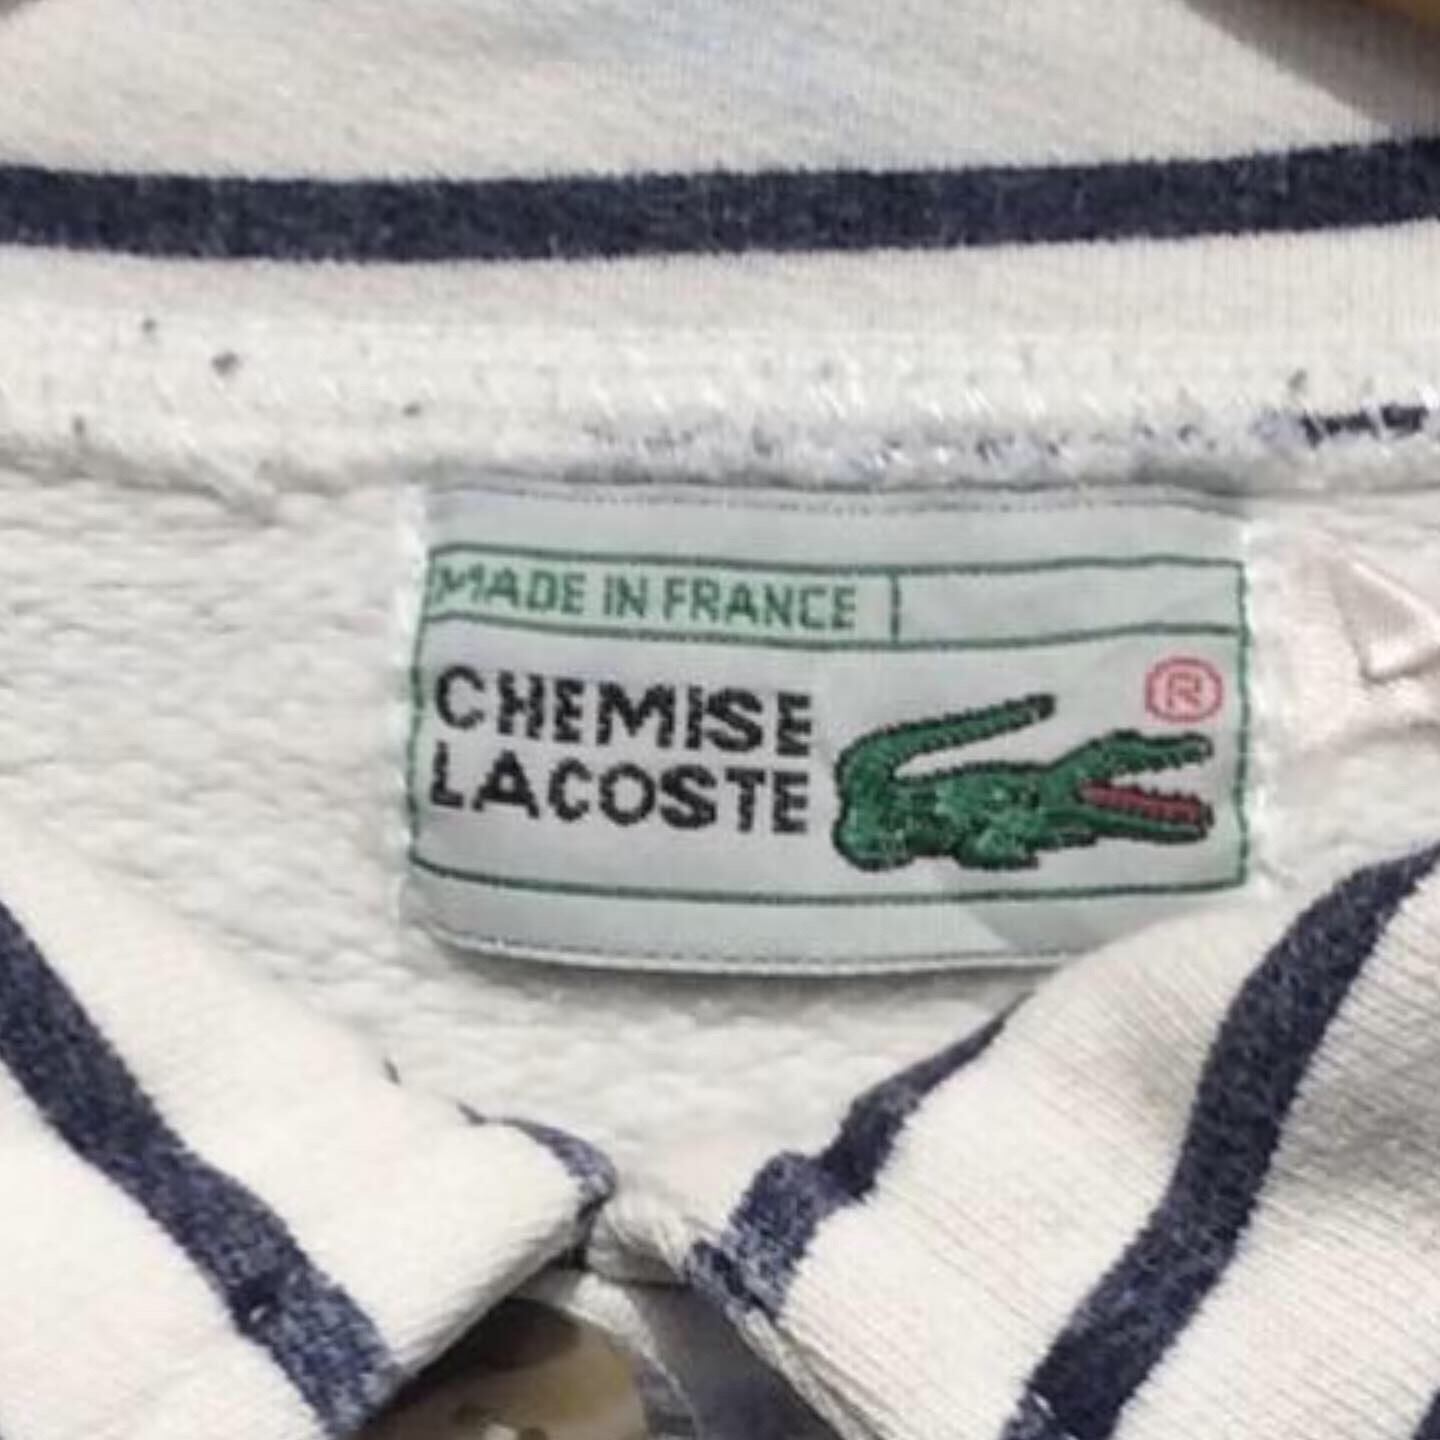 MADE IN FRANCE
CHEMISE
LACOSTE
®